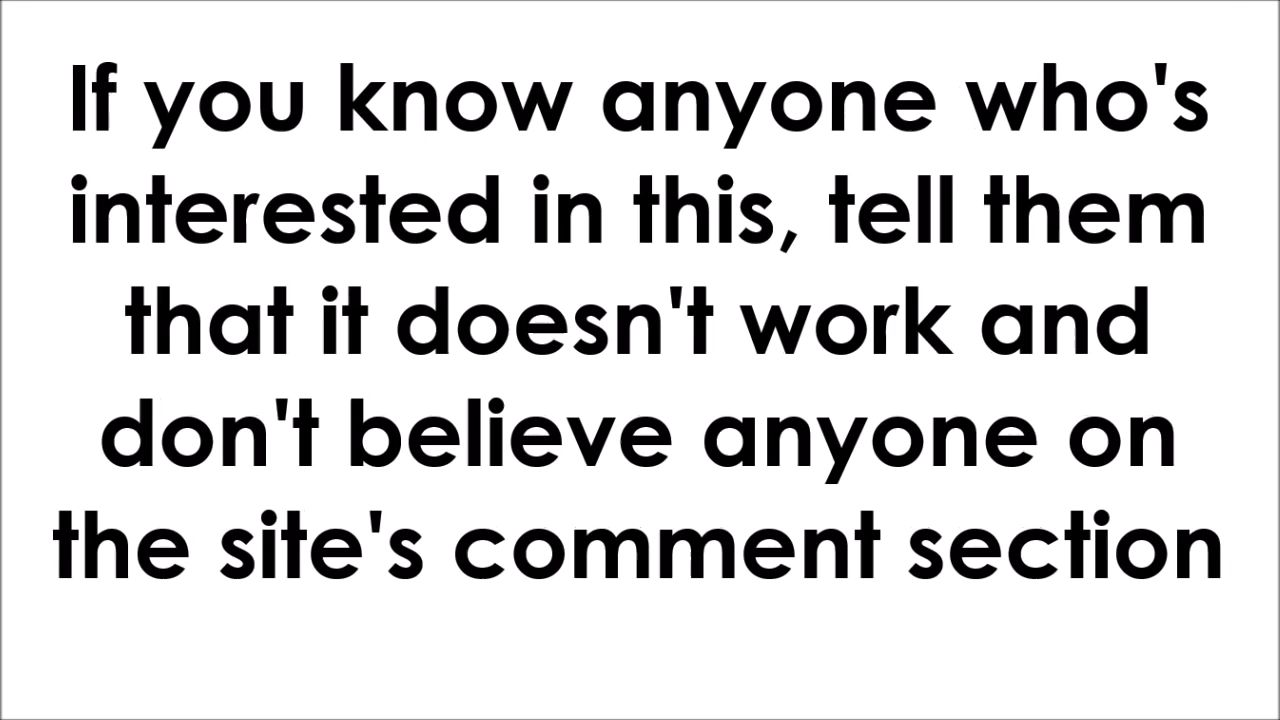 If you know anyone who's
interested in this, tell them
that it doesn't work and
don't believe anyone on
the site's comment section